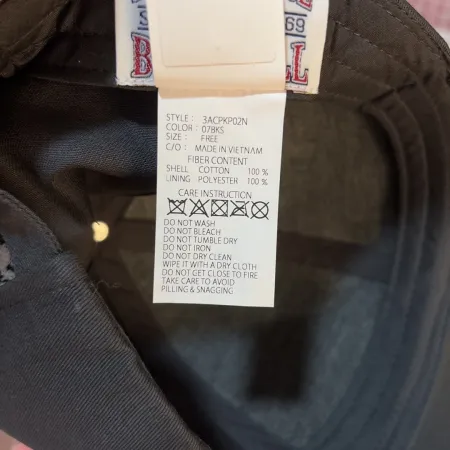 69
STYLE : 3ACPKP02N
COLOR : 07BKS
SIZE : FREE
C/O : MADE IN VIETNAM
FIBER CONTENT
SHELL COTTON 100 %
LINING POLYESTER 100 %
CARE INSTRUCTION
DO NOT WASH
DO NOT BLEACH
DO NOT TUMBLE DRY
DO NOT IRON
DO NOT DRY CLEAN
WIPE IT WITH A DRY CLOTH
DO NOT GET CLOSE TO FIRE
TAKE CARE TO AVOID
PILLING & SNAGGING